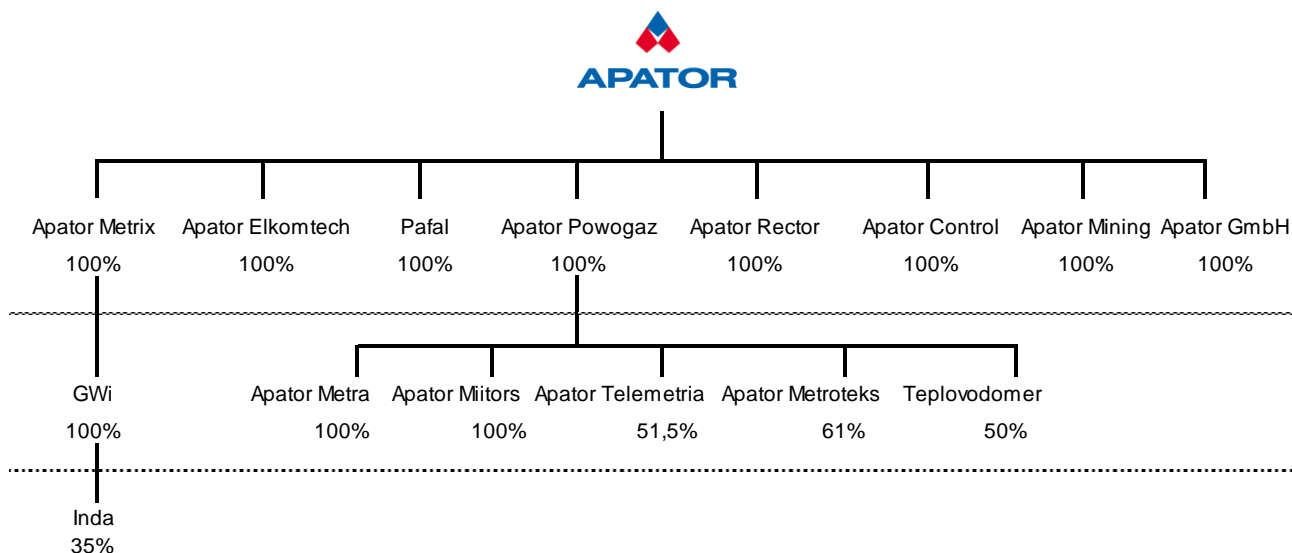 APATOR
Apator Metrix Apator Elkomtech Pafal Apator Powogaz Apator Rector Apator Control Apator Mining Apator GmbH
100% 100% 100% 100% 100% 100% 100% 100%
GWi Apator Metra Apator Miitors Apator Telemetria Apator Metroteks Teplovodomer
100% 100% 100% 51,5% 61% 50%
Inda
35%